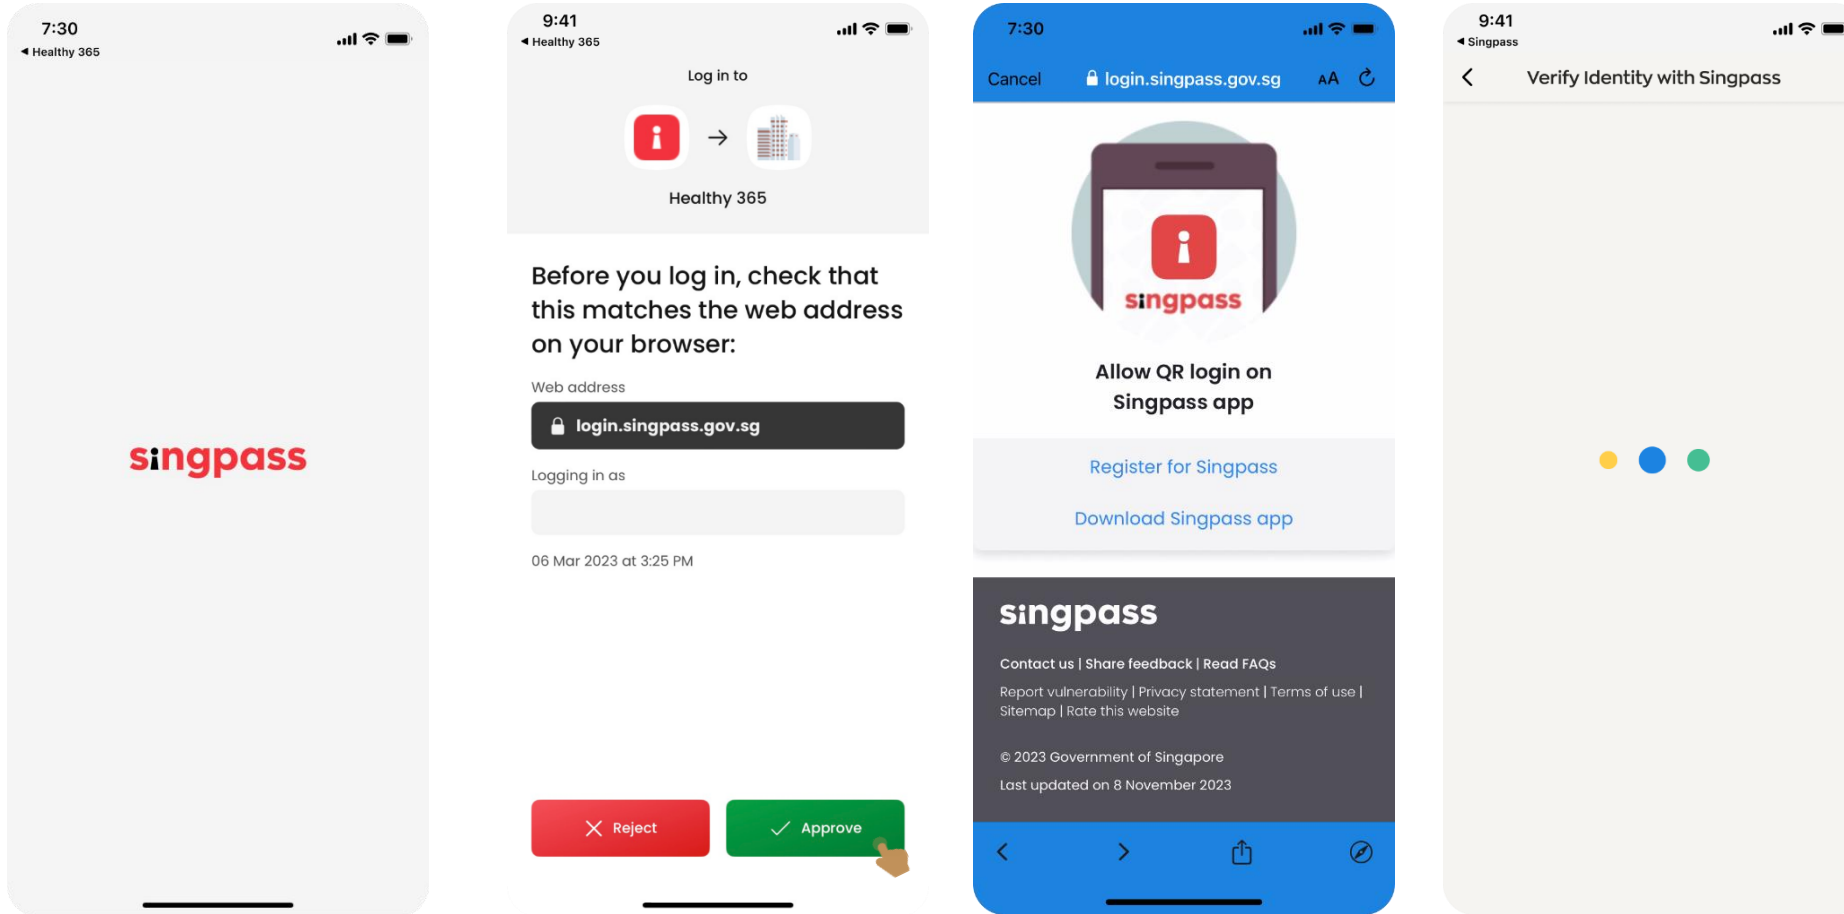 7:30
Healthy 365
singpass
9:41
Healthy 365
Log in to
Healthy 365
Before you log in, check that
this matches the web address
on your browser:
Web address
login.singpass.gov.sg
Logging in as
06 Mar 2023 at 3:25 PM
Reject
Approve
7:30
Cancel
login.singpass.gov.sg
AA
singpass
Allow QR login on
Singpass app
Register for Singpass
Download Singpass app
singpass
Contact us | Share feedback | Read FAQs
Report vulnerability | Privacy statement | Terms of use |
Sitemap | Rate this website
© 2023 Government of Singapore
Last updated on 8 November 2023
9:41
Singpass
Verify Identity with Singpass